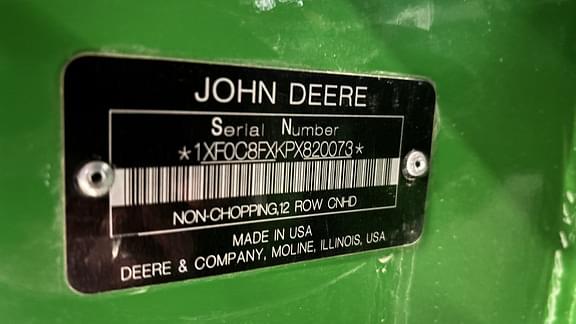 JOHN DEERE
Serial Number
*1XF0C8FXKPX820073*
NON-CHOPPING,12 ROW CNHD
MADE IN USA
DEERE & COMPANY, MOLINE, ILLINOIS, USA